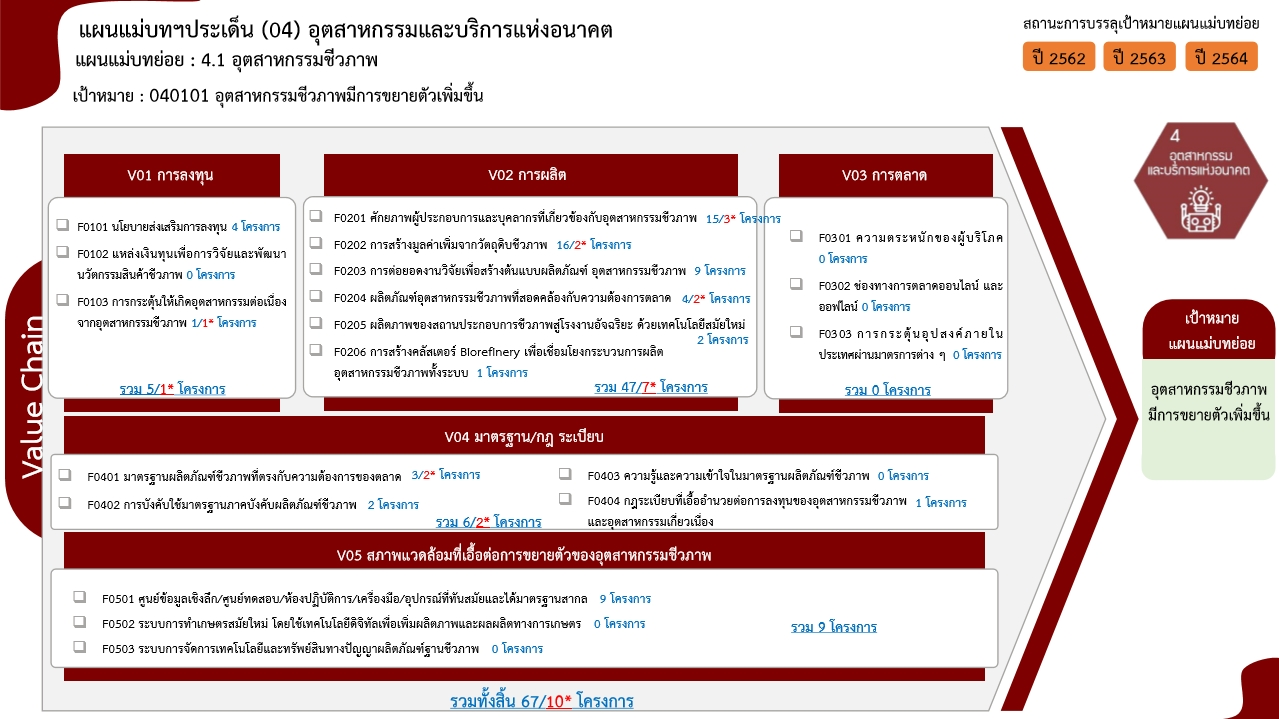 แผนแม่บทฯประเด็น (04) อุตสาหกรรมและบริการแห่งอนาคต
แผนแม่บทย่อย : 4.1 อุตสาหกรรมชีวภาพ
เป้าหมาย : 040101 อุตสาหกรรมชีวภาพมีการขยายตัวเพิ่มขึ้น
สถานะการบรรลุเป้าหมายแผนแม่บทย่อย
ปี 2562 ปี 2563 ปี 2564
Value Chain
V01 การลงทุน
F0101 นโยบายส่งเสริมการลงทุน 4 โครงการ
F0102 แหล่งเงินทุนเพื่อการวิจัยและพัฒนา
นวัตกรรมสินค้าชีวภาพ 0 โครงการ
F0103 การกระตุ้นให้เกิดอุตสาหกรรมต่อเนื่อง
จากอุตสาหกรรมชีวภาพ 1/1* โครงการ
รวม 5/1* โครงการ
V02 การผลิต
F0201 ศักยภาพผู้ประกอบการและบุคลากรที่เกี่ยวข้องกับอุตสาหกรรมชีวภาพ 15/3* โครงการ
F0202 การสร้างมูลค่าเพิ่มจากวัตถุดิบชีวภาพ 16/2* โครงการ
F0203 การต่อยอดงานวิจัยเพื่อสร้างต้นแบบผลิตภัณฑ์ อุตสาหกรรมชีวภาพ 9 โครงการ
F0204 ผลิตภัณฑ์อุตสาหกรรมชีวภาพที่สอดคล้องกับความต้องการตลาด 4/2* โครงการ
F0205 ผลิตภาพของสถานประกอบการชีวภาพสู่โรงงานอัจฉริยะ ด้วยเทคโนโลยีสมัยใหม่
2 โครงการ
F0206 การสร้างคลัสเตอร์ Biorefinery เพื่อเชื่อมโยงกระบวนการผลิต
อุตสาหกรรมชีวภาพทั้งระบบ 1 โครงการ
รวม 47/7* โครงการ
V03 การตลาด
F0301 ความตระหนักของผู้บริโภค
0 โครงการ
F0302 ช่องทางการตลาดออนไลน์ และ
ออฟไลน์ 0 โครงการ
F0303 การกระตุ้นอุปสงค์ภายใน
ประเทศผ่านมาตรการต่าง ๆ 0 โครงการ
รวม 0 โครงการ
V04 มาตรฐาน/กฎ ระเบียบ
F0401 มาตรฐานผลิตภัณฑ์ชีวภาพที่ตรงกับความต้องการของตลาด 3/2* โครงการ
F0402 การบังคับใช้มาตรฐานภาคบังคับผลิตภัณฑ์ชีวภาพ 2 โครงการ
F0403 ความรู้และความเข้าใจในมาตรฐานผลิตภัณฑ์ชีวภาพ 0 โครงการ
F0404 กฎระเบียบที่เอื้ออำนวยต่อการลงทุนของอุตสาหกรรมชีวภาพ 1 โครงการ
และอุตสาหกรรมเกี่ยวเนื่อง
รวม 6/2* โครงการ
V05 สภาพแวดล้อมที่เอื้อต่อการขยายตัวของอุตสาหกรรมชีวภาพ
F0501 ศูนย์ข้อมูลเชิงลึก/ศูนย์ทดสอบ/ห้องปฏิบัติการ/เครื่องมือ/อุปกรณ์ที่ทันสมัยและได้มาตรฐานสากล 9 โครงการ
F0502 ระบบการทำเกษตรสมัยใหม่ โดยใช้เทคโนโลยีดิจิทัลเพื่อเพิ่มผลิตภาพและผลผลิตทางการเกษตร 0 โครงการ
F0503 ระบบการจัดการเทคโนโลยีและทรัพย์สินทางปัญญาผลิตภัณฑ์ฐานชีวภาพ 0 โครงการ
รวม 9 โครงการ
รวมทั้งสิ้น 67/10* โครงการ
4
อุตสาหกรรม
และบริการแห่งอนาคต
เป้าหมาย
แผนแม่บทย่อย
อุตสาหกรรมชีวภาพ
มีการขยายตัวเพิ่มขึ้น